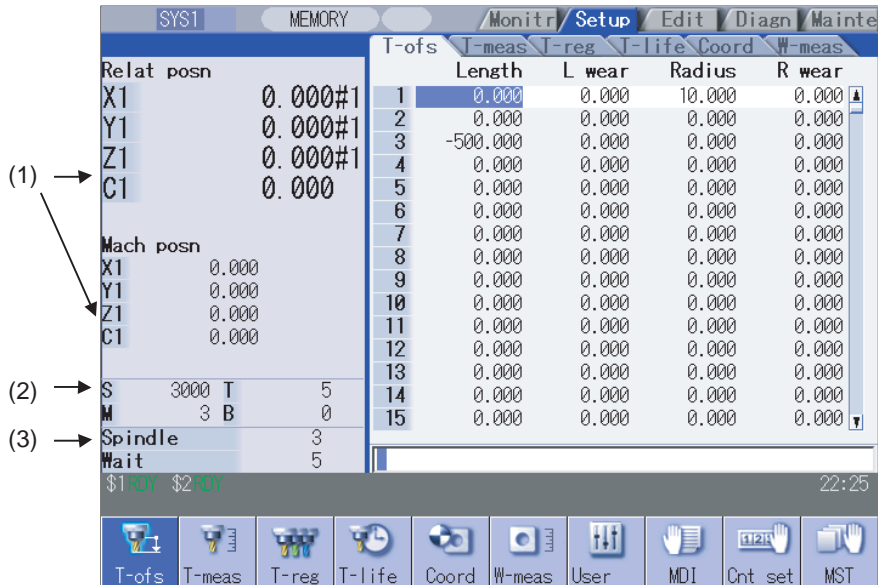 SYS1 MEMORY Monitr Setup Edit Diagn Mainte
T-ofs T-meas T-reg T-life Coord W-meas
Relat posn
X1 0.000#1
Y1 0.000#1
Z1 0.000#1
C1 0.000
(1)
Mach posn
X1 0.000
Y1 0.000
Z1 0.000
C1 0.000
(2)
S 3000 T 5
M 3 B 0
(3)
Spindle 3
Wait 5
Length L wear Radius R wear
1 0.000 0.000 10.000 0.000
2 0.000 0.000 0.000 0.000
3 -500.000 0.000 0.000 0.000
4 0.000 0.000 0.000 0.000
5 0.000 0.000 0.000 0.000
6 0.000 0.000 0.000 0.000
7 0.000 0.000 0.000 0.000
8 0.000 0.000 0.000 0.000
9 0.000 0.000 0.000 0.000
10 0.000 0.000 0.000 0.000
11 0.000 0.000 0.000 0.000
12 0.000 0.000 0.000 0.000
13 0.000 0.000 0.000 0.000
14 0.000 0.000 0.000 0.000
15 0.000 0.000 0.000 0.000
$1 RDY $2 RDY 22:25
T-ofs T-meas T-reg T-life Coord W-meas User MDI Cnt set MST